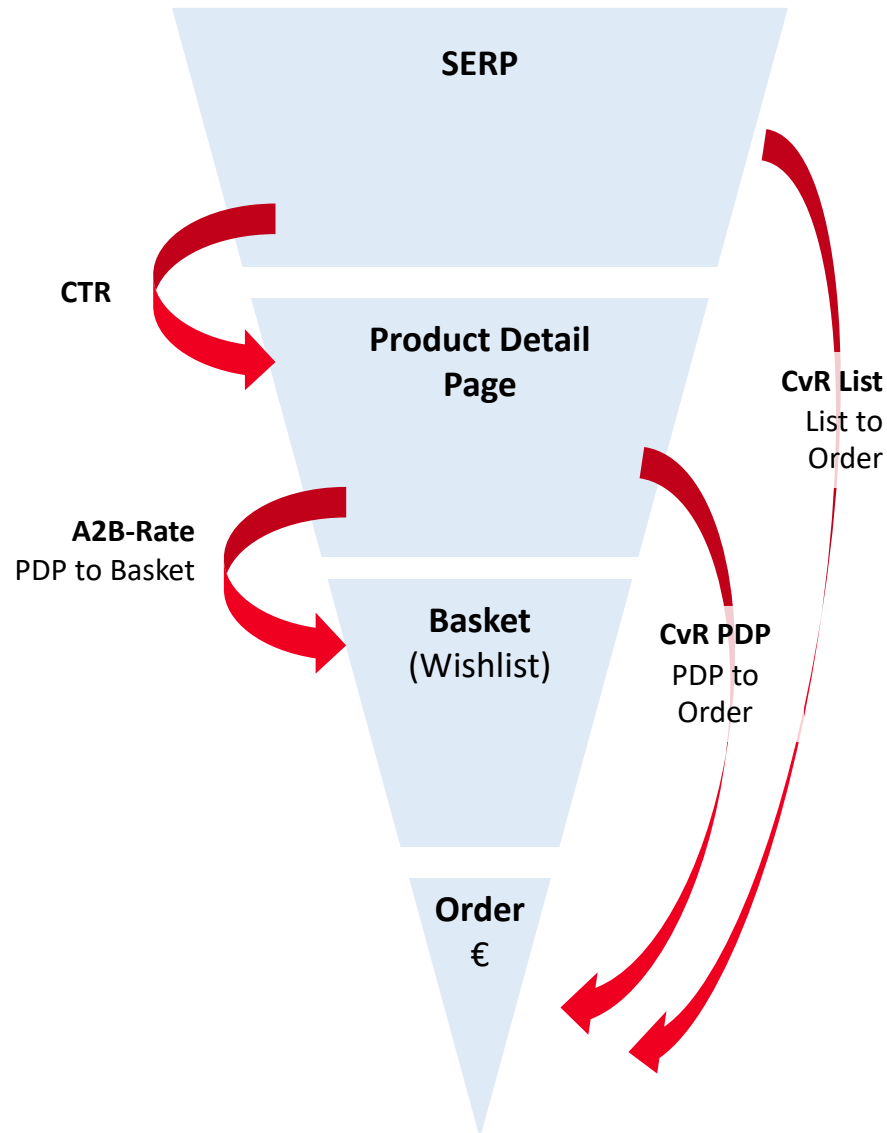 SERP
CTR
Product Detail
Page
CvR List
List to
Order
A2B-Rate
PDP to Basket
Basket
(Wishlist)
CvR PDP
PDP to
Order
Order
€